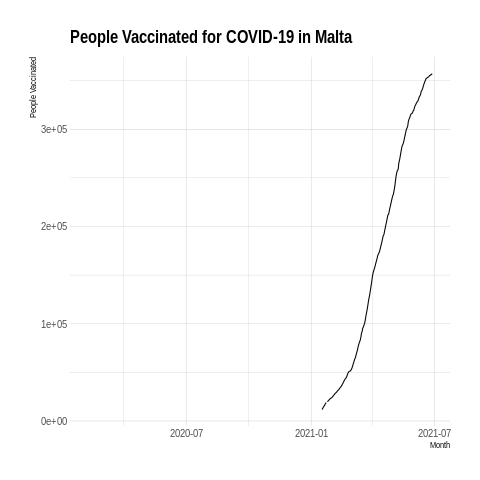 People Vaccinated for COVID-19 in Malta
People Vaccinated
3e+05
2e+05
1e+05
0e+00
2020-07
2021-01
2021-07
Month